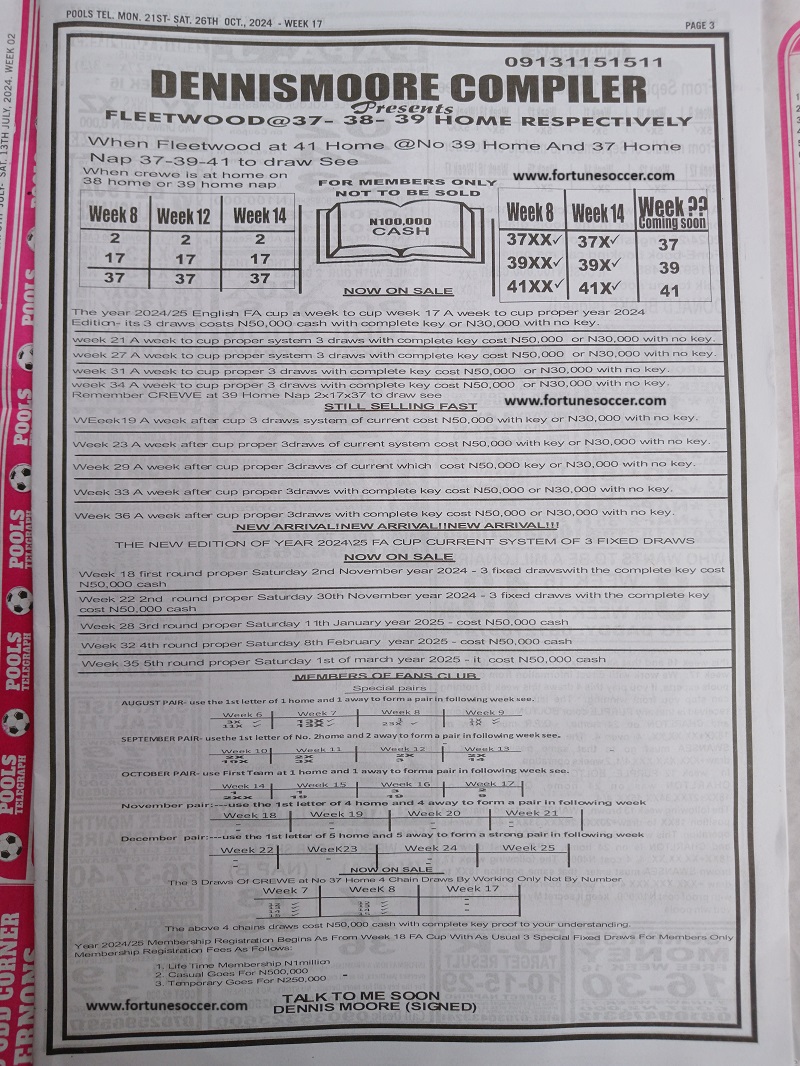 POOLS TEL. MON. 21ST- SAT. 26TH OCT., 2024 - WEEK 17
PAGE 3
09131151511
DENNISMOORE COMPILER
Presents
FLEETWOOD@37- 38- 39 HOME RESPECTIVELY
When Fleetwood at 41 Home @No 39 Home And 37 Home
Nap 37-39-41 to draw See
When crewe is at home on
38 home or 39 home nap
Week 8 Week 12 Week 14
2 2 2
17 17 17
37 37 37
FOR MEMBERS ONLY
NOT TO BE SOLD
N100,000
CASH
NOW ON SALE
www.fortunesoccer.com
Week 8 Week 14 Week ??
Coming soon
37XX✓ 37X✓ 37
39XX✓ 39X✓ 39
41XX✓ 41X✓ 41
The year 2024/25 English FA cup a week to cup week 17 A week to cup proper year 2024
Edition- its 3 draws costs N50,000 cash with complete key or N30,000 with no key.
week 21 A week to cup proper system 3 draws with complete key cost N50,000 or N30,000 with no key.
week 27 A week to cup proper system 3 draws with complete key cost N50,000 or N30,000 with no key.
week 31 A week to cup proper 3 draws with complete key cost N50,000 or N30,000 with no key.
week 34 A week to cup proper 3 draws with complete key cost N50,000 or N30,000 with no key.
Remember CREWE at 39 Home Nap 2x17x37 to draw see
www.fortunesoccer.com
STILL SELLING FAST
WEeek19 A week after cup 3 draws system of current cost N50,000 with key or N30,000 with no key.
Week 23 A week after cup proper 3draws of current system cost N50,000 with key or N30,000 with no key.
Week 29 A week after cup proper 3draws of current which cost N50,000 key or N30,000 with no key.
Week 33 A week after cup proper 3draws with complete key cost N50,000 or N30,000 with no key.
Week 36 A week after cup proper 3draws with complete key cost N50,000 or N30,000 with no key.
NEW ARRIVAL!NEW ARRIVAL!!NEW ARRIVAL!!!
THE NEW EDITION OF YEAR 2024\25 FA CUP CURRENT SYSTEM OF 3 FIXED DRAWS
NOW ON SALE
Week 18 first round proper Saturday 2nd November year 2024 - 3 fixed drawswith the complete key cost
N50,000 cash
Week 22 2nd round proper Saturday 30th November year 2024 - 3 fixed draws with the complete key
cost N50,000 cash
Week 28 3rd round proper Saturday 11th January year 2025 - cost N50,000 cash
Week 32 4th round proper Saturday 8th February year 2025 - cost N50,000 cash
Week 35 5th round proper Saturday 1st of march year 2025 - it cost N50,000 cash
MEMBERS OF FANS CLUB
Special pairs
AUGUST PAIR- use the 1st letter of 1 home and 1 away to form a pair in following week see.
Week 6 Week 7 Week 8 Week 9
SEPTEMBER PAIR- usethe 1st letter of No. 2home and 2 away to form a pair in following week see.
Week 10 Week 11 Week 12 Week 13
2X 2X 2X 2X
19X 3X 3 14
OCTOBER PAIR- use First Team at 1 home and 1 away to forma pair in following week see.
Week 14 Week 15 Week 16 Week 17
1 1 3 2
2XX 19 19 9
November pair:---use the 1st letter of 4 home and 4 away to form a pair in following week
Week 18 Week 19 Week 20 Week 21
December pair:---use the 1st letter of 5 home and 5 away to form a strong pair in following week
Week 22 WeeK23 Week 24 Week 25
NOW ON SALE
The 3 Draws Of CREWE at No 37 Home 4 Chain Draws By Working Only Not By Number
Week 7 WeeK 8 Week 17
The above 4 chains draws cost N50,000 cash with complete key proof to your understanding.
Year 2024/25 Membership Registration Begins As From Week 18 FA Cup With As Usual 3 Special Fixed Draws For Members Only
Membership Registration Fees As Follows:
1. Life Time Membership N1million
2. Casual Goes For N500,000
3. Temporary Goes For N250,000
www.fortunesoccer.com
TALK TO ME SOON
DENNIS MOORE (SIGNED)
SAT. 13TH JULY, 2024. WEEK 02
POOLS
POOLS
TELEGRAPH
POOLS
TELEGRAPH
POOLS
TELEGRAPH
CORNER